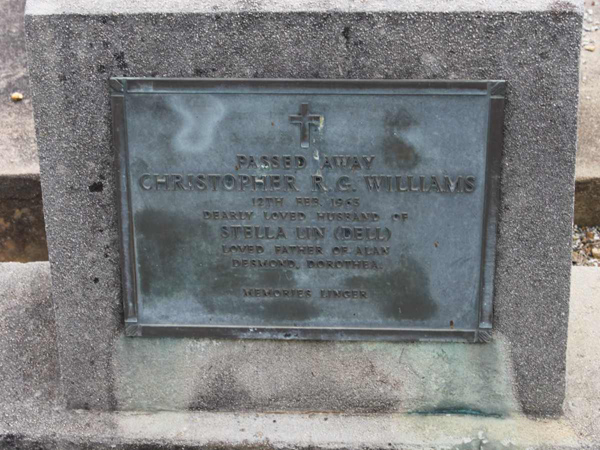 PASSED AWAY
CHRISTOPHER R. G. WILLIAMS
12TH FEB. 1965
DEARLY LOVED HUSBAND OF
STELLA LIN (DELL)
LOVED FATHER OF ALAN
DESMOND, DOROTHEA.
MEMORIES LINGER